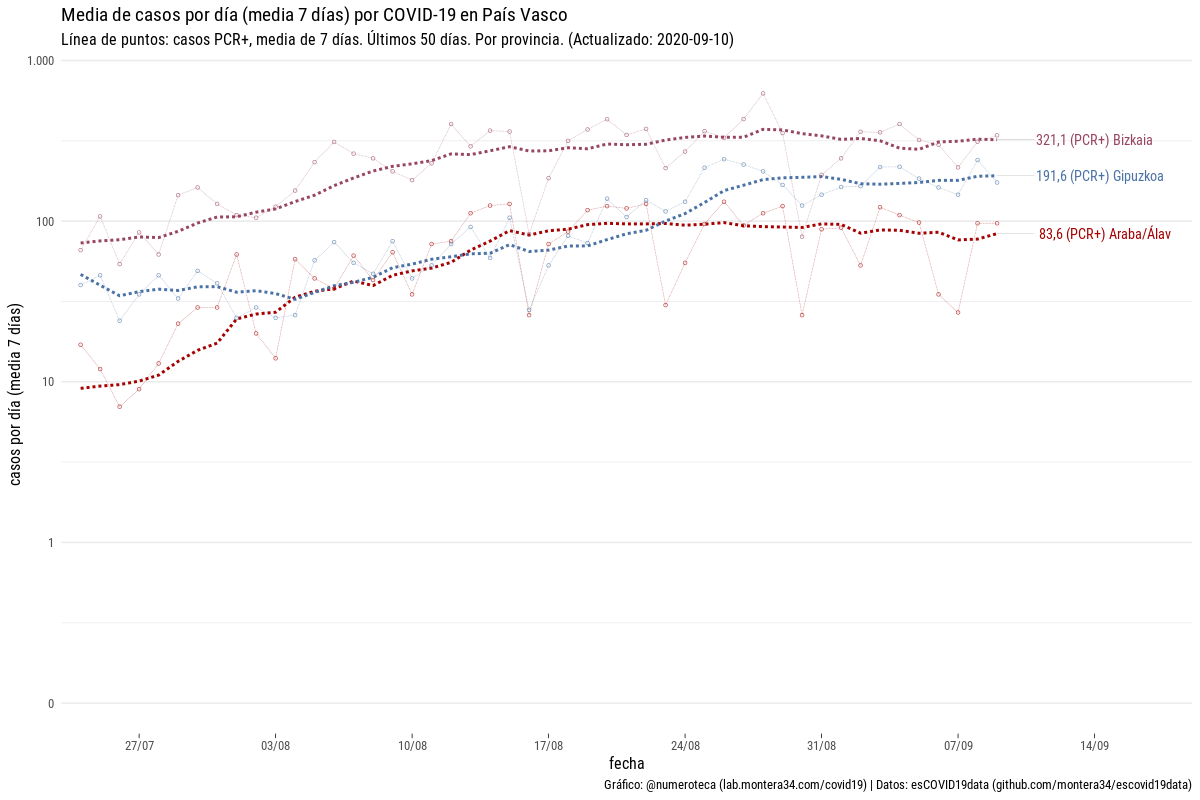 Media de casos por día (media 7 días) por COVID-19 en País Vasco
Línea de puntos: casos PCR+, media de 7 días. Últimos 50 días. Por provincia. (Actualizado: 2020-09-10)
casos por día (media 7 días)
1.000
100
10
1
0
321,1 (PCR+) Bizkaia
191,6 (PCR+) Gipuzkoa
83,6 (PCR+) Araba/Álav
27/07
03/08
10/08
17/08
24/08
31/08
07/09
14/09
fecha
Gráfico: @numeroteca (lab.montera34.com/covid19) | Datos: esCOVID19data (github.com/montera34/escovid19data)